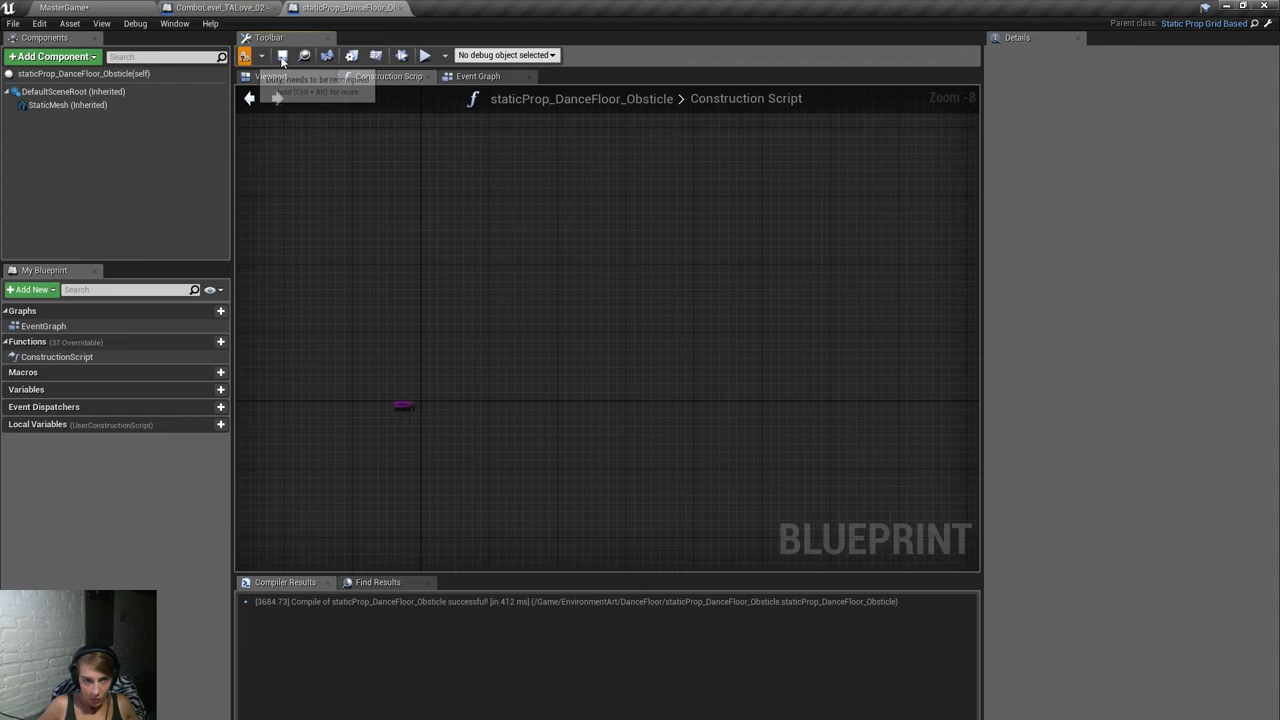 MasterGame*
ComboLevel_TALove_02
staticProp_DanceFloor_Ol
File Edit Asset View Debug Window Help
Parent class: Static Prop Grid Based
Components
Toolbar
Details
+Add Component
Search
No debug object selected
staticProp_DanceFloor_Obsticle(self)
Viewport
Construction Scrip
Event Graph
Dirty, needs to be recompiled
hold (Ctrl + Alt) for more
DefaultSceneRoot (Inherited)
StaticMesh (Inherited)
staticProp_DanceFloor_Obsticle > Construction Script
Zoom -8
My Blueprint
+Add New
Search
Graphs
EventGraph
Functions (37 Overridable)
ConstructionScript
Macros
Variables
Event Dispatchers
Local Variables (UserConstructionScript)
BLUEPRINT
Compiler Results
Find Results
[3684.73] Compile of staticProp_DanceFloor_Obsticle successful! [in 412 ms] (/Game/EnvironmentArt/DanceFloor/staticProp_DanceFloor_Obsticle.staticProp_DanceFloor_Obsticle)